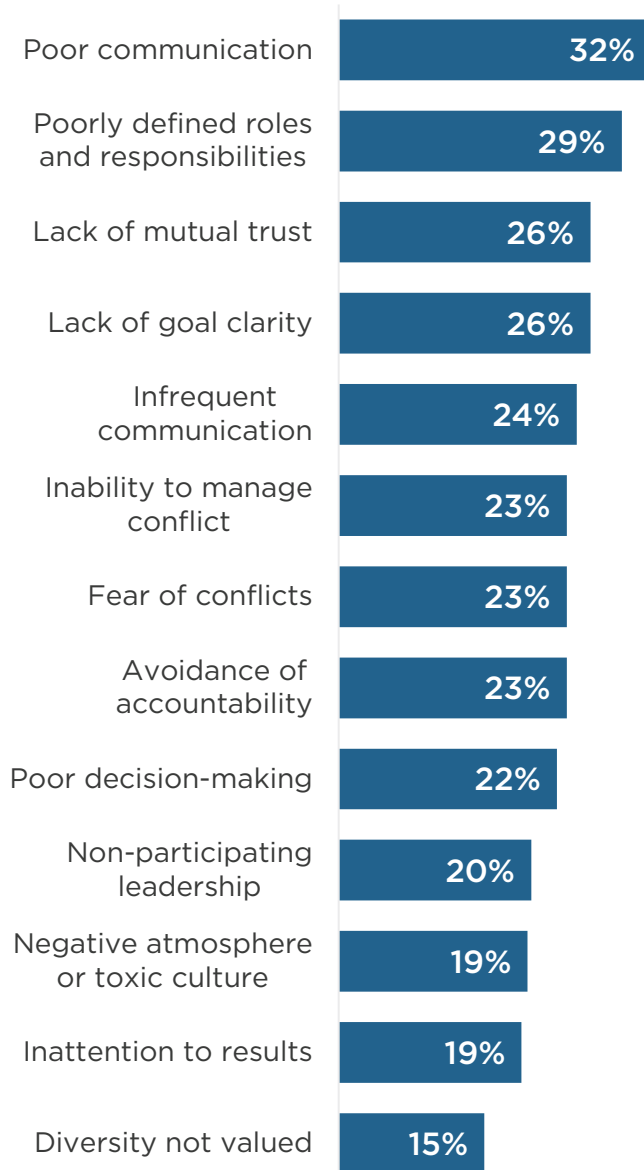 Poor communication 32%
Poorly defined roles
and responsibilities 29%
Lack of mutual trust 26%
Lack of goal clarity 26%
Infrequent
communication 24%
Inability to manage
conflict 23%
Fear of conflicts 23%
Avoidance of
accountability 23%
Poor decision-making 22%
Non-participating
leadership 20%
Negative atmosphere
or toxic culture 19%
Inattention to results 19%
Diversity not valued 15%